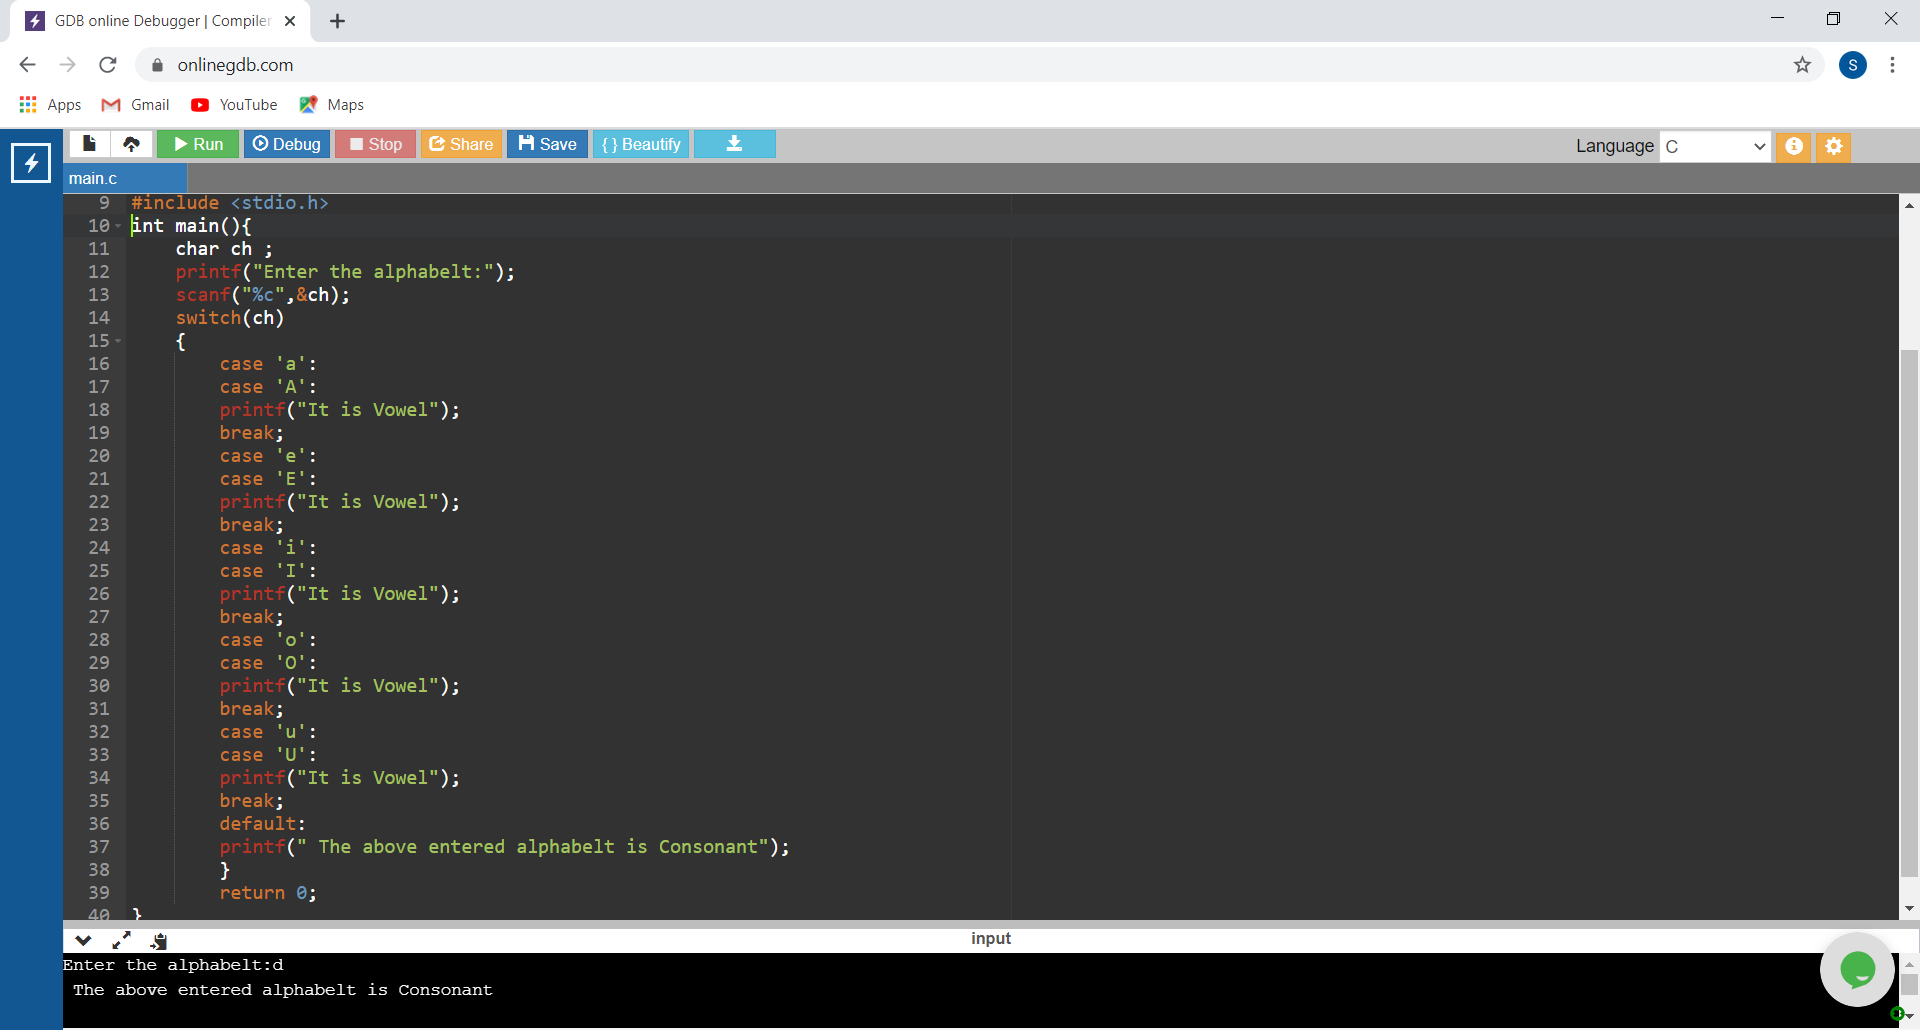 GDB online Debugger | Compiler
onlinegdb.com
S
Apps Gmail YouTube Maps
Run Debug Stop Share Save { } Beautify
Language C
main.c
9 #include <stdio.h>
10 int main(){
11     char ch ;
12     printf("Enter the alphabelt:");
13     scanf("%c",&ch);
14     switch(ch)
15     {
16         case 'a':
17         case 'A':
18         printf("It is Vowel");
19         break;
20         case 'e':
21         case 'E':
22         printf("It is Vowel");
23         break;
24         case 'i':
25         case 'I':
26         printf("It is Vowel");
27         break;
28         case 'o':
29         case 'O':
30         printf("It is Vowel");
31         break;
32         case 'u':
33         case 'U':
34         printf("It is Vowel");
35         break;
36         default:
37         printf(" The above entered alphabelt is Consonant");
38         }
39         return 0;
40 }
input
Enter the alphabelt:d
 The above entered alphabelt is Consonant